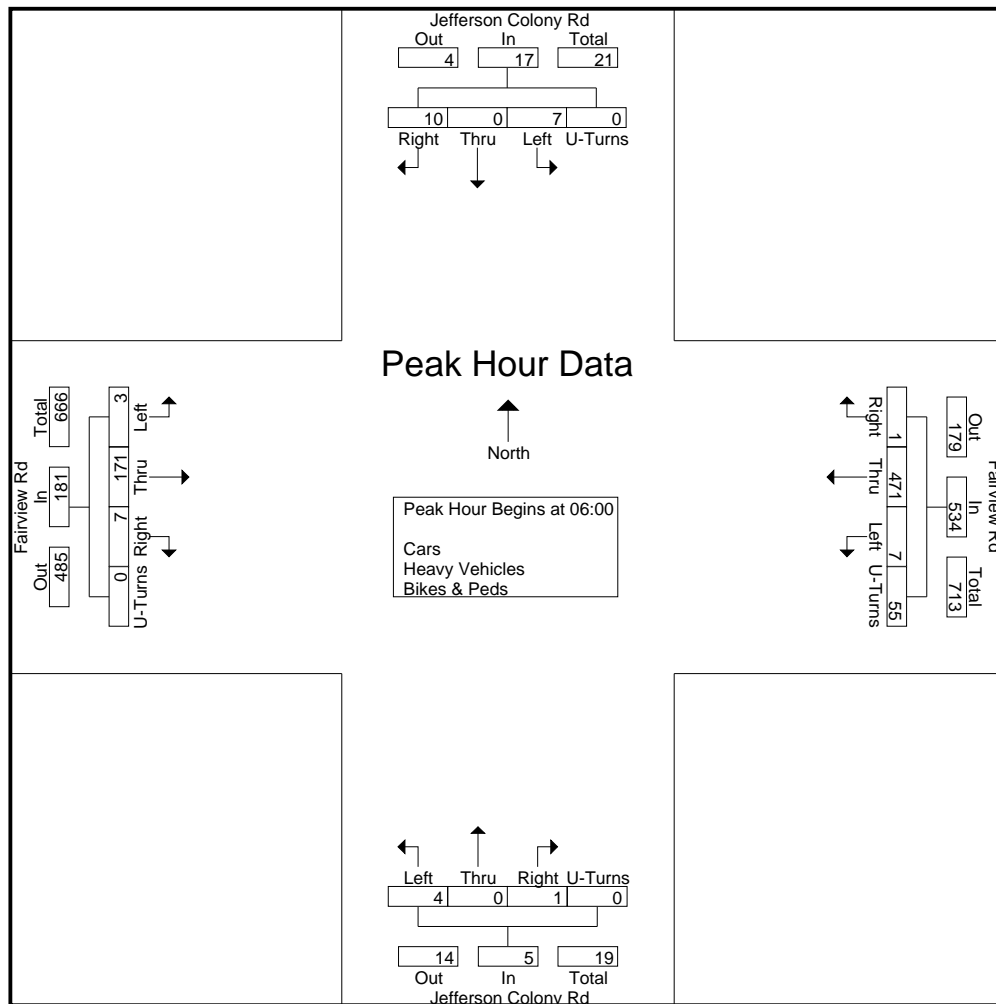 Jefferson Colony Rd
Out In Total
4 17 21
10 0 7 0
Right Thru Left U-Turns
Peak Hour Data
North
Peak Hour Begins at 06:00
Cars
Heavy Vehicles
Bikes & Peds
Fairview Rd
Out In Total
485 181 666
0 7 171 3
U-Turns Right Thru Left
Fairview Rd
Out In Total
179 534 713
1 471 7 55
Right Thru Left U-Turns
Left Thru Right U-Turns
4 0 1 0
14 5 19
Out In Total
Jefferson Colony Rd